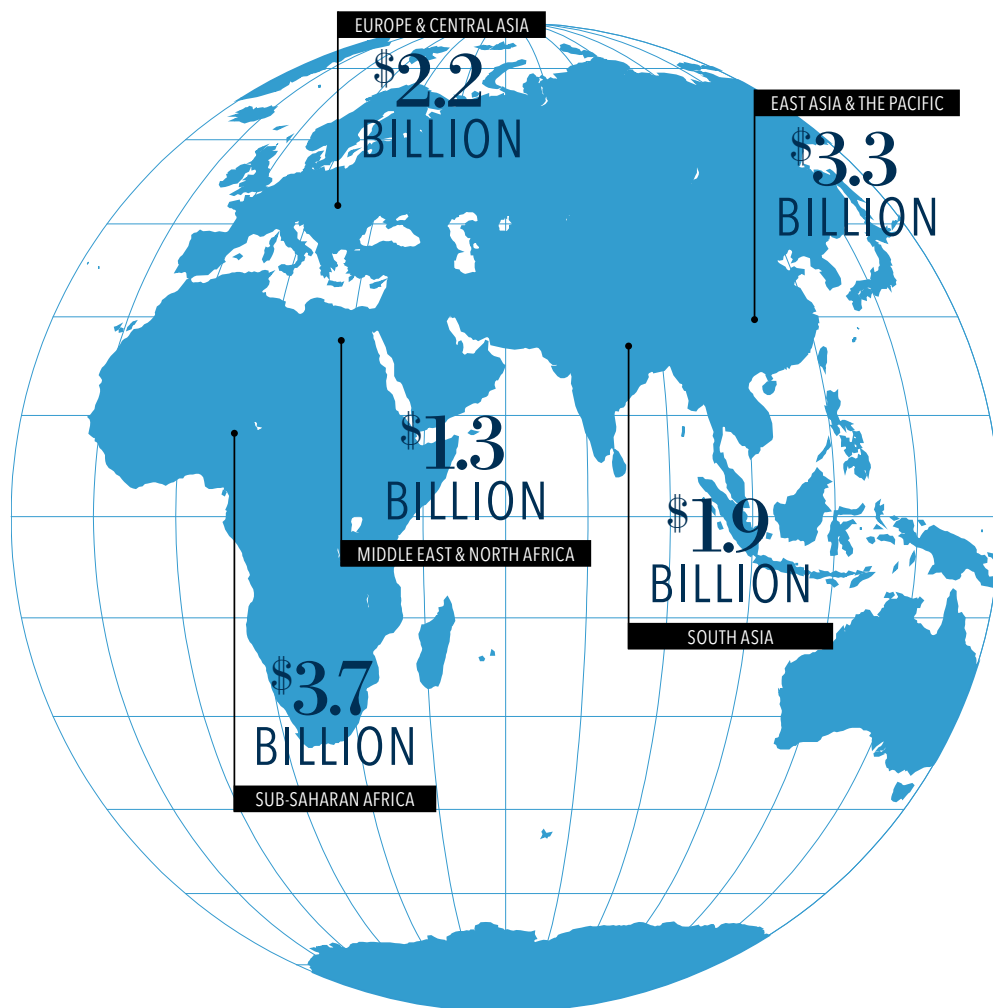 EUROPE & CENTRAL ASIA
$2.2
BILLION
EAST ASIA & THE PACIFIC
$3.3
BILLION
$1.3
BILLION
MIDDLE EAST & NORTH AFRICA
$1.9
BILLION
SOUTH ASIA
$3.7
BILLION
SUB-SAHARAN AFRICA